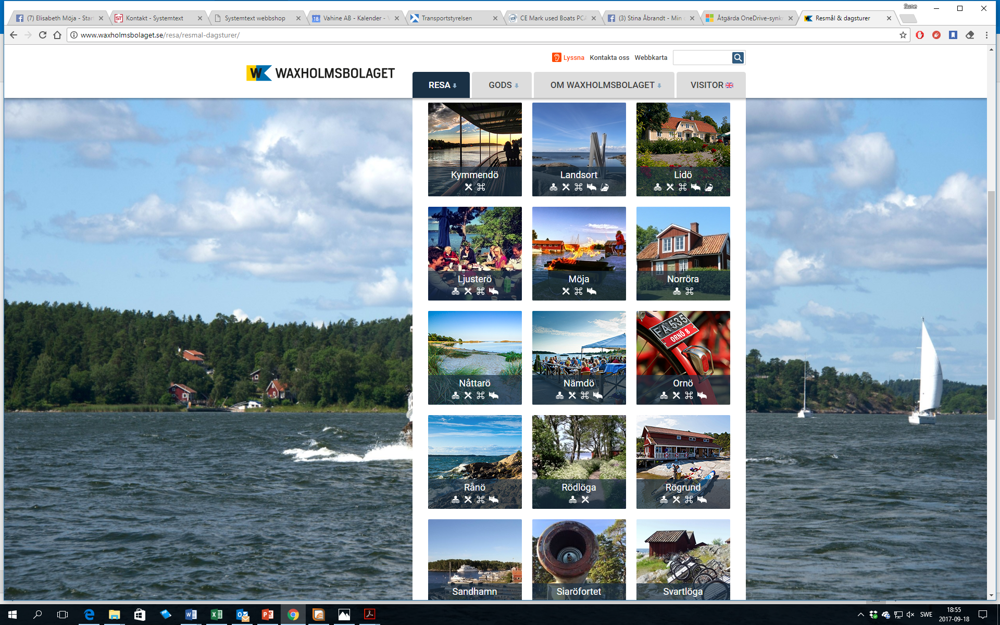 Sune
(7) Elisabeth Möja - Star
Kontakt - Systemtext
Systemtext webbshop
Vahine AB - Kalender -
Transportstyrelsen
CE Mark used Boats PCA
(3) Stina Åbrandt - Min
Åtgärda OneDrive-synkr
Resmål & dagsturer
www.waxholmsbolaget.se/resa/resmal-dagsturer/
Lyssna Kontakta oss Webbkarta
W WAXHOLMSBOLAGET
RESA GODS OM WAXHOLMSBOLAGET VISITOR
Kymmendö
Landsort
Lidö
Ljusterö
Möja
Norröra
FA535
ORNÖ 8
Nåttarö
Nämdö
Ornö
Rånö
Rödlöga
Rögrund
Sandhamn
Siaröfortet
Svartlöga
SWE
18:55
2017-09-18